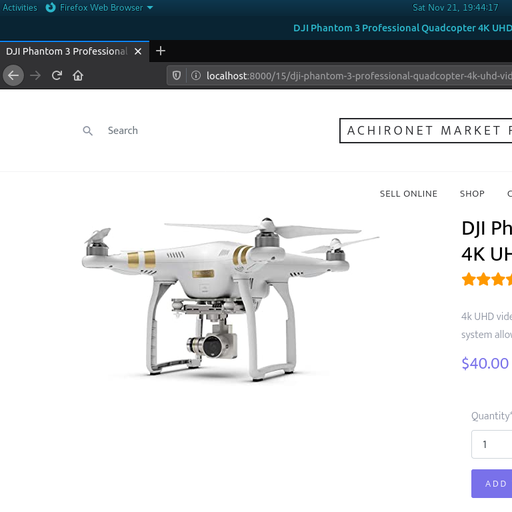 Activities Firefox Web Browser Sat Nov 21, 19:44:17
DJI Phantom 3 Professional Quadcopter 4K UHD
DJI Phantom 3 Professional
localhost:8000/15/dji-phantom-3-professional-quadcopter-4k-uhd-vid
Search
ACHIRONET MARKET
SELL ONLINE SHOP
DJI Ph
4K UH
4k UHD vide
system allow
$40.00
Quantity*
1
ADD